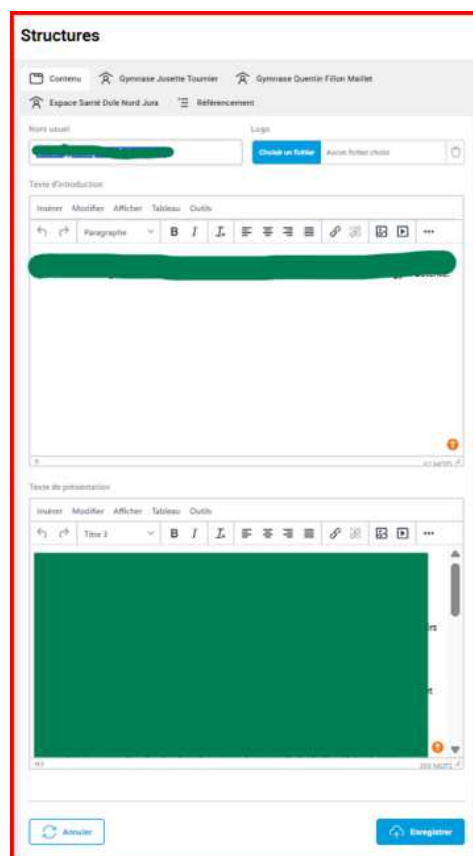 Structures
Contenu Gymnase Josette Tournier Gymnase Quentin Fillon Maillet
Espace Santé Dole Nord Jura Référencement
Nom usuel Logo
Choisir un fichier Aucun fichier choisi
Texte d'introduction
Insérer Modifier Afficher Tableau Outils
Paragraphe B I
Texte de présentation
Insérer Modifier Afficher Tableau Outils
Titre 3 B I
Annuler Enregistrer